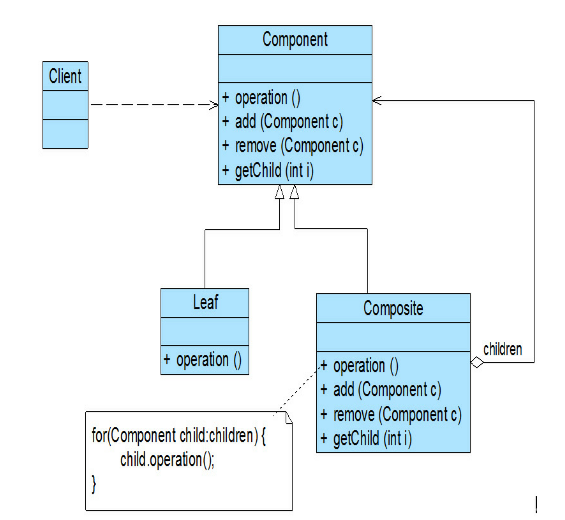 Component
Client
+ operation ()
+ add (Component c)
+ remove (Component c)
+ getChild (int i)
Leaf
+ operation ()
Composite
children
+ operation ()
+ add (Component c)
+ remove (Component c)
+ getChild (int i)
for(Component child:children) {
child.operation();
}